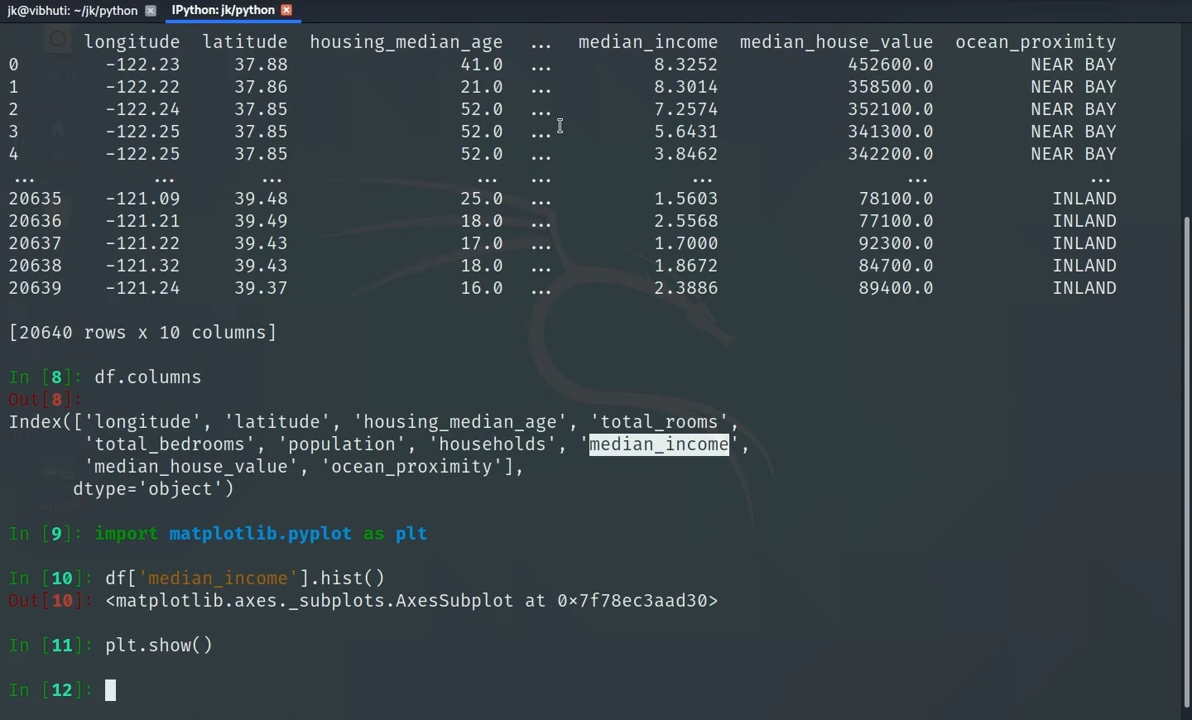 jk@vibhuti: ~/jk/python IPython: jk/python
longitude latitude housing_median_age ... median_income median_house_value ocean_proximity
0 -122.23 37.88 41.0 ... 8.3252 452600.0 NEAR BAY
1 -122.22 37.86 21.0 ... 8.3014 358500.0 NEAR BAY
2 -122.24 37.85 52.0 ... 7.2574 352100.0 NEAR BAY
3 -122.25 37.85 52.0 ... 5.6431 341300.0 NEAR BAY
4 -122.25 37.85 52.0 ... 3.8462 342200.0 NEAR BAY
... ... ... ... ... ... ... ...
20635 -121.09 39.48 25.0 ... 1.5603 78100.0 INLAND
20636 -121.21 39.49 18.0 ... 2.5568 77100.0 INLAND
20637 -121.22 39.43 17.0 ... 1.7000 92300.0 INLAND
20638 -121.32 39.43 18.0 ... 1.8672 84700.0 INLAND
20639 -121.24 39.37 16.0 ... 2.3886 89400.0 INLAND
[20640 rows x 10 columns]
In [8]: df.columns
Out[8]:
Index(['longitude', 'latitude', 'housing_median_age', 'total_rooms',
'total_bedrooms', 'population', 'households', 'median_income',
'median_house_value', 'ocean_proximity'],
dtype='object')
In [9]: import matplotlib.pyplot as plt
In [10]: df['median_income'].hist()
Out[10]: <matplotlib.axes._subplots.AxesSubplot at 0×7f78ec3aad30>
In [11]: plt.show()
In [12]: